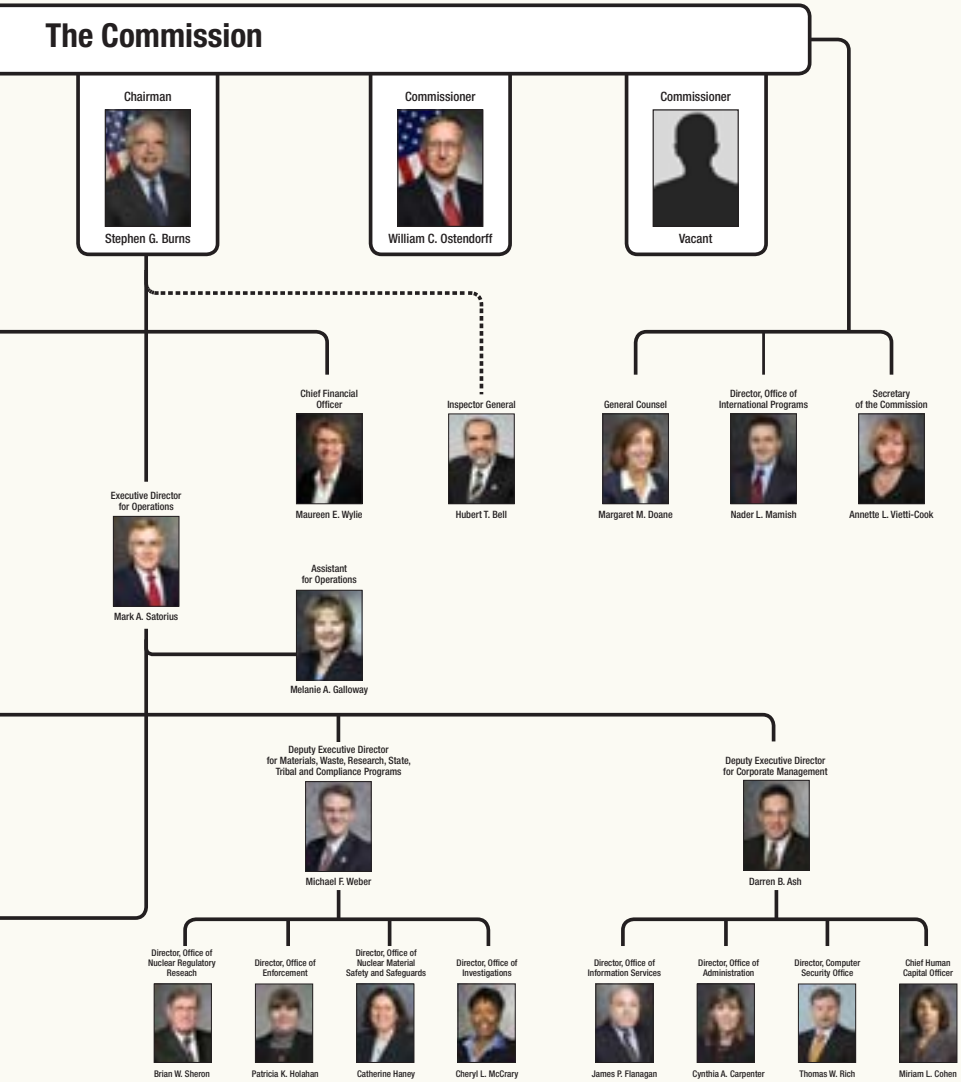 The Commission
Chairman
Stephen G. Burns
Commissioner
William C. Ostendorff
Commissioner
Vacant
Chief Financial
Officer
Maureen E. Wylie
Inspector General
Hubert T. Bell
General Counsel
Margaret M. Doane
Director, Office of
International Programs
Nader L. Mamish
Secretary
of the Commission
Annette L. Vietti-Cook
Executive Director
for Operations
Mark A. Satorius
Assistant
for Operations
Melanie A. Galloway
Deputy Executive Director
for Materials, Waste, Research, State,
Tribal and Compliance Programs
Michael F. Weber
Deputy Executive Director
for Corporate Management
Darren B. Ash
Director, Office of
Nuclear Regulatory
Reseach
Brian W. Sheron
Director, Office of
Enforcement
Patricia K. Holahan
Director, Office of
Nuclear Material
Safety and Safeguards
Catherine Haney
Director, Office of
Investigations
Cheryl L. McCrary
Director, Office of
Information Services
James P. Flanagan
Director, Office of
Administration
Cynthia A. Carpenter
Director, Computer
Security Office
Thomas W. Rich
Chief Human
Capital Officer
Miriam L. Cohen